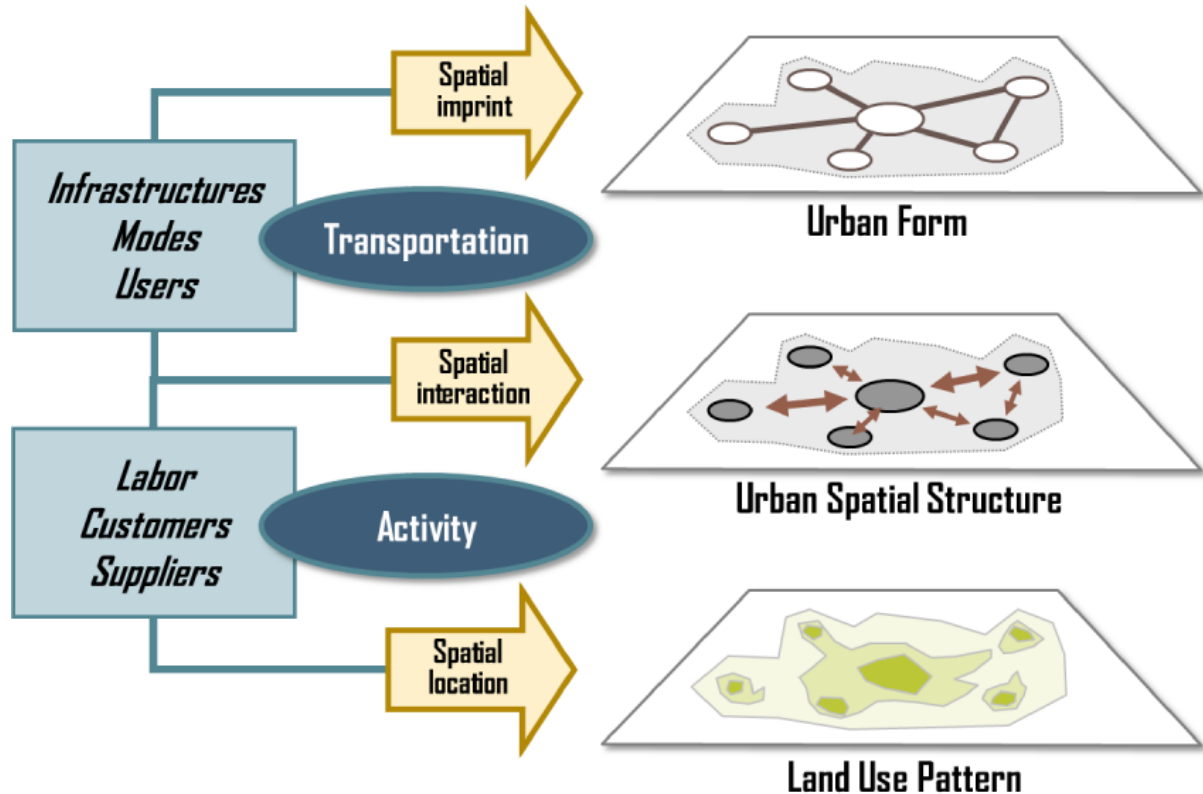 Spatial
imprint
Infrastructures
Modes
Users
Transportation
Urban Form
Spatial
interaction
Urban Spatial Structure
Labor
Customers
Suppliers
Activity
Spatial
location
Land Use Pattern